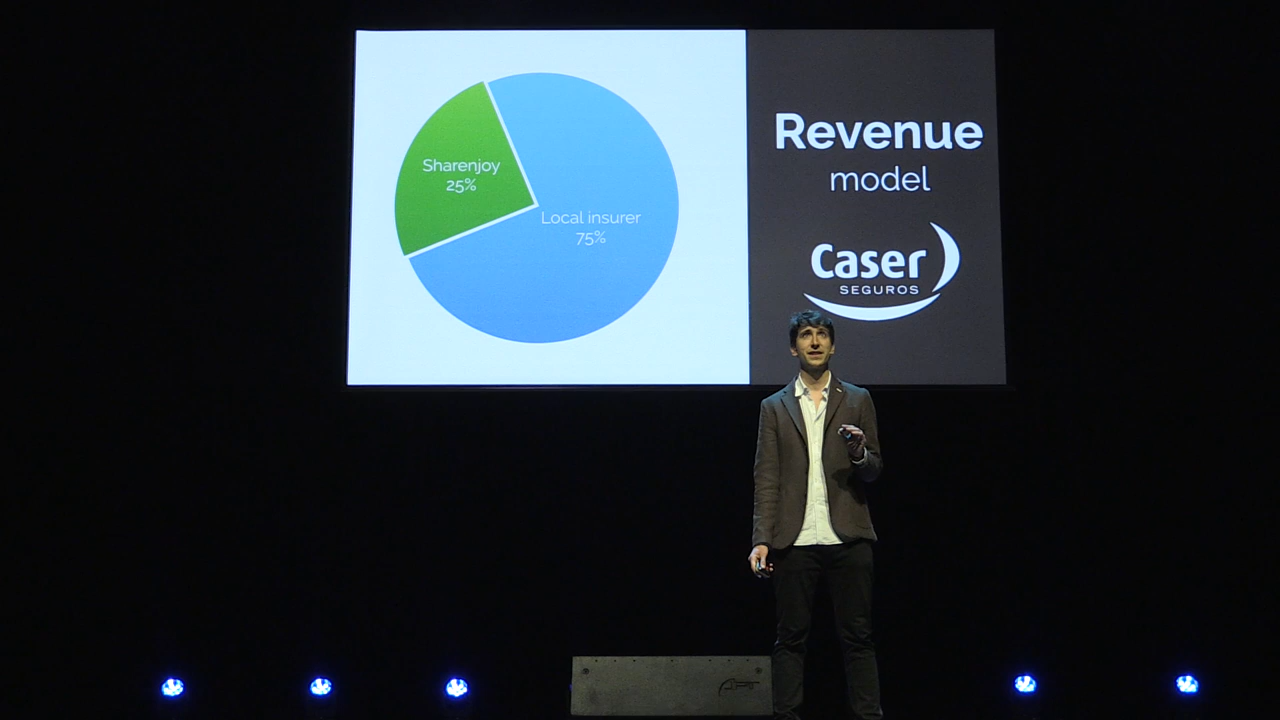 Sharenjoy
25%
Local insurer
75%
Revenue
model
Caser
SEGUROS